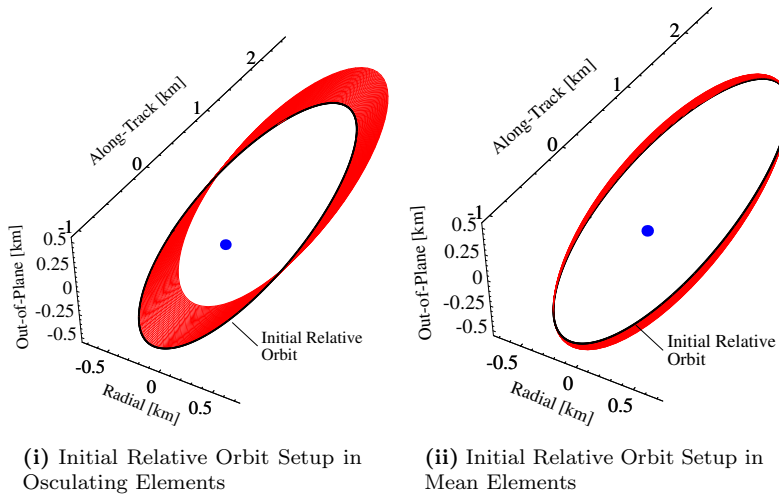 2
1
0
-1
Along-Track [km]
0.5
0.25
0
-0.25
-0.5
Out-of-Plane [km]
-0.5
0
0.5
Radial [km]
Initial Relative
Orbit
(i) Initial Relative Orbit Setup in
Osculating Elements
2
1
0
-1
Along-Track [km]
0.5
0.25
0
-0.25
-0.5
Out-of-Plane [km]
-0.5
0
0.5
Radial [km]
Initial Relative
Orbit
(ii) Initial Relative Orbit Setup in
Mean Elements